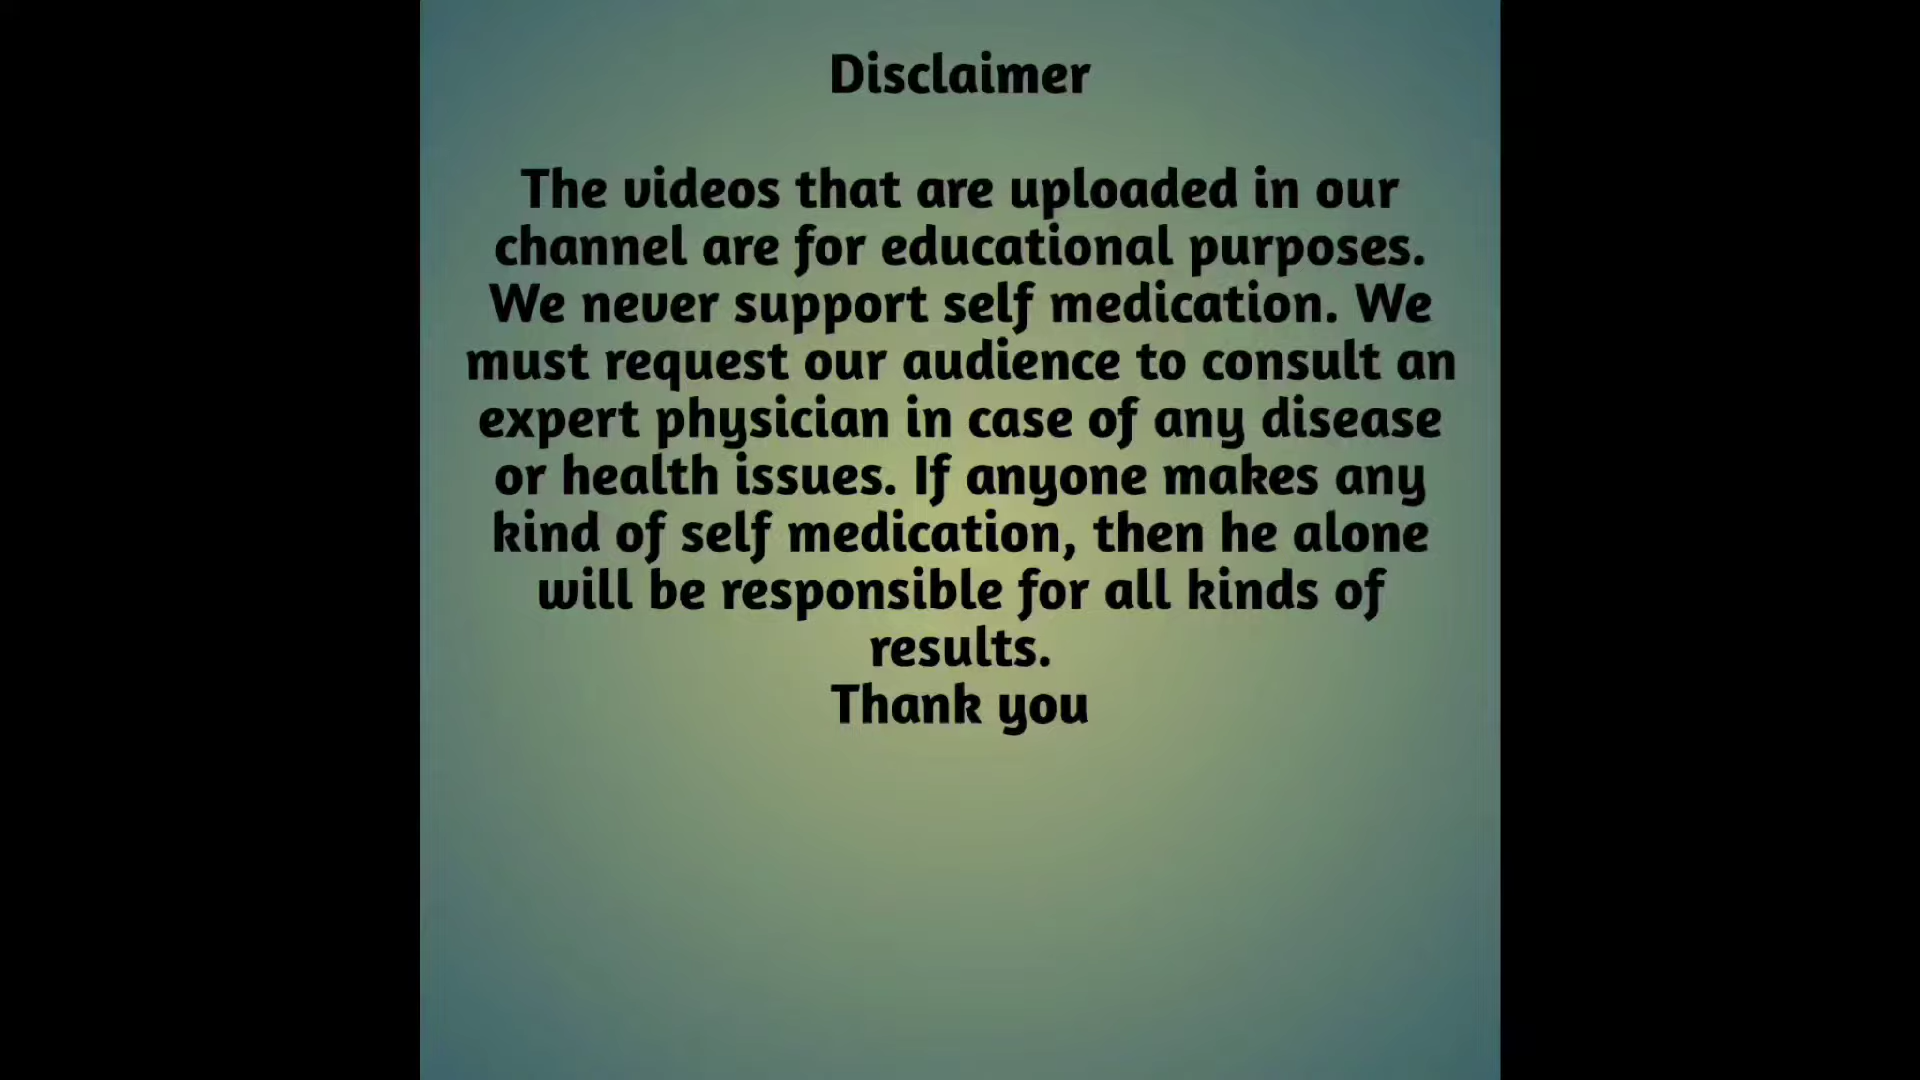 Disclaimer
The videos that are uploaded in our
channel are for educational purposes.
We never support self medication. We
must request our audience to consult an
expert physician in case of any disease
or health issues. If anyone makes any
kind of self medication, then he alone
will be responsible for all kinds of
results.
Thank you